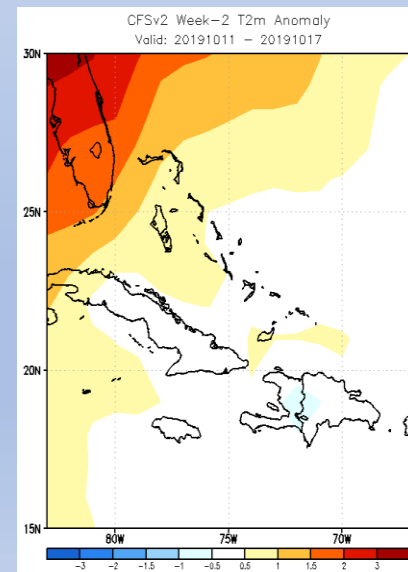 CFSv2 Week-2 T2m Anomaly
Valid: 20191011 - 20191017
30N
25N
20N
15N
80W 75W 70W
-3 -2 -1.5 -1 -0.5 0.5 1 1.5 2 3